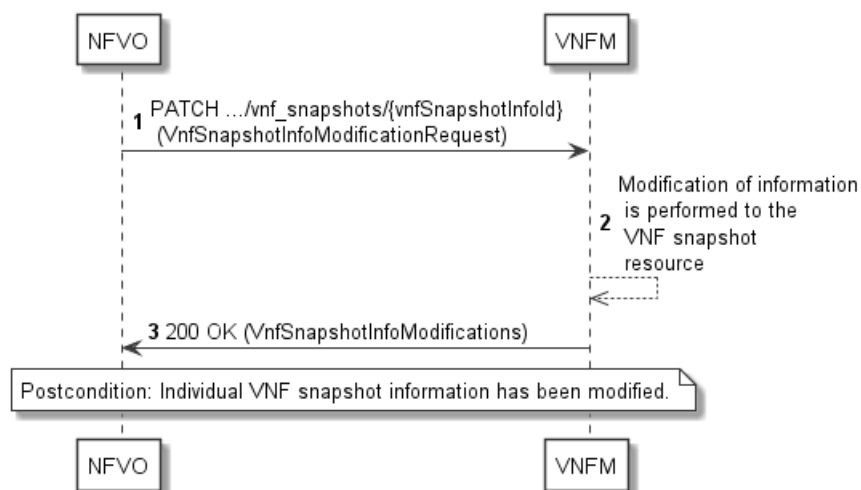 NFVO VNFM
1 PATCH .../vnf_snapshots/{vnfSnapshotInfoId}
(VnfSnapshotInfoModificationRequest)
Modification of information
2 is performed to the
VNF snapshot
resource
3 200 OK (VnfSnapshotInfoModifications)
Postcondition: Individual VNF snapshot information has been modified.
NFVO VNFM